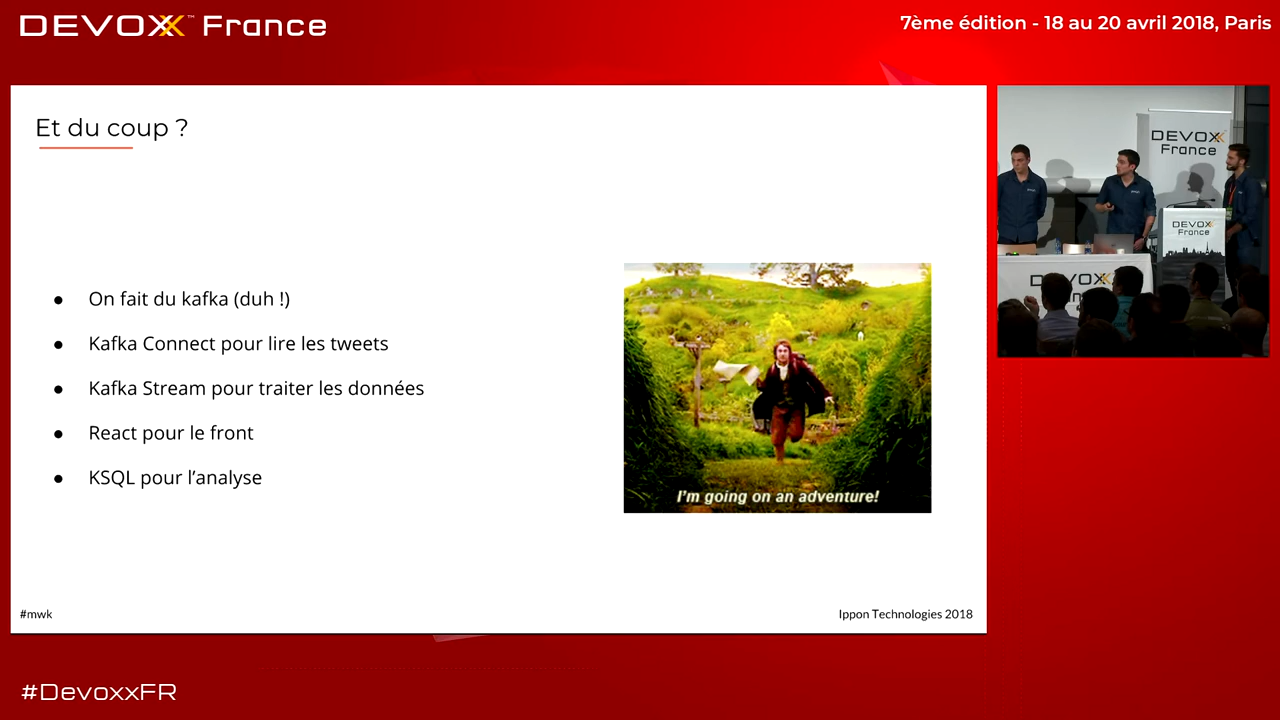 DEVOXX™ France
7ème édition - 18 au 20 avril 2018, Paris
Et du coup ?
● On fait du kafka (duh !)
● Kafka Connect pour lire les tweets
● Kafka Stream pour traiter les données
● React pour le front
● KSQL pour l'analyse
I'm going on an adventure!
#mwk
Ippon Technologies 2018
DEVOXX
France
DEVOXX
France
DEVOXX
#DevoxxFR